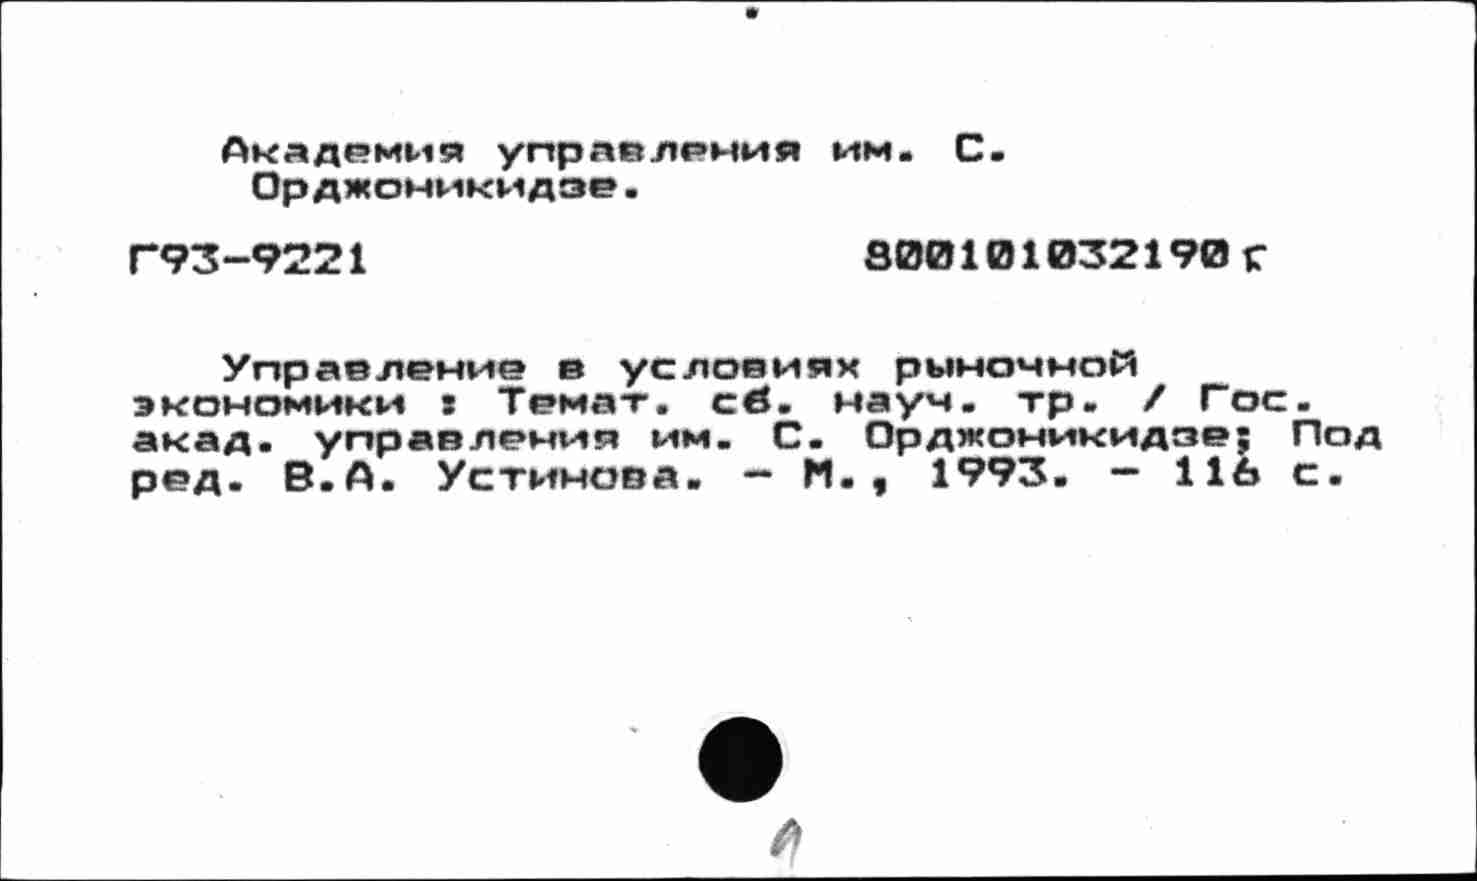 Академия управления им. С.
Орджоникидзе.
Г93-9221 800101032190 г
Управление в условиях рыночной
экономики : Темат. сб. науч. тр. / Гос.
акад. управления им. С. Орджоникидзе; Под
ред. В.А. Устинова. - М., 1993. - 116 с.